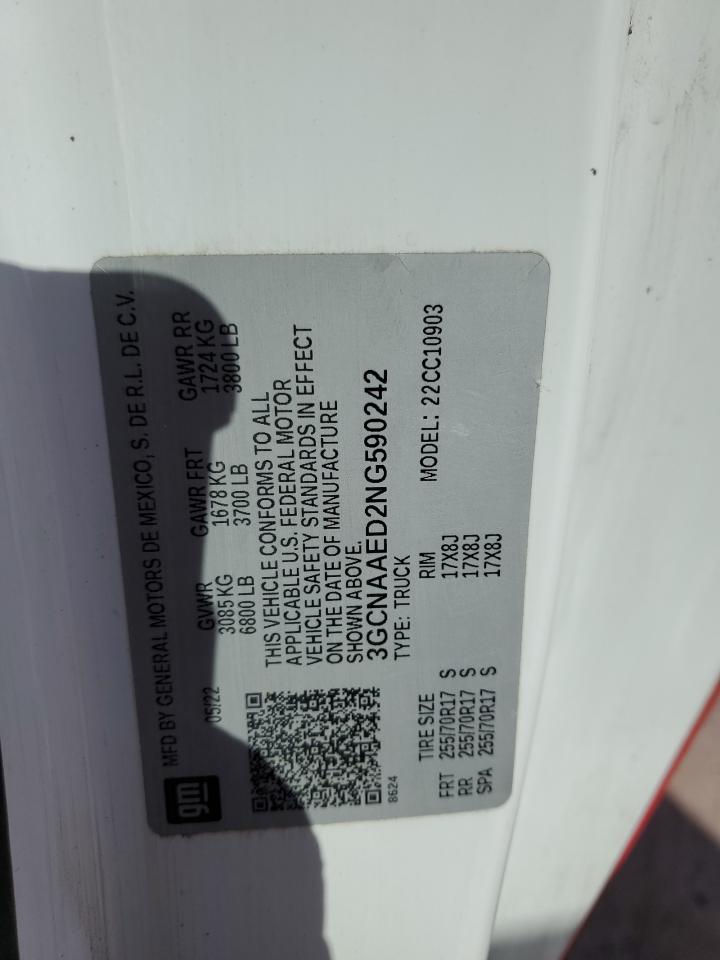 gm
MFD BY GENERAL MOTORS DE MEXICO, S. DE R.L. DE C.V.
05/22 GVWR GAWR FRT GAWR RR
3085 KG 1678 KG 1724 KG
6800 LB 3700 LB 3800 LB
THIS VEHICLE CONFORMS TO ALL
APPLICABLE U.S. FEDERAL MOTOR
VEHICLE SAFETY STANDARDS IN EFFECT
ON THE DATE OF MANUFACTURE
SHOWN ABOVE.
3GCNAAED2NG590242
8624
TYPE: TRUCK MODEL: 22CC10903
TIRE SIZE RIM
FRT 255/70R17 S 17X8J
RR 255/70R17 S 17X8J
SPA 255/70R17 S 17X8J